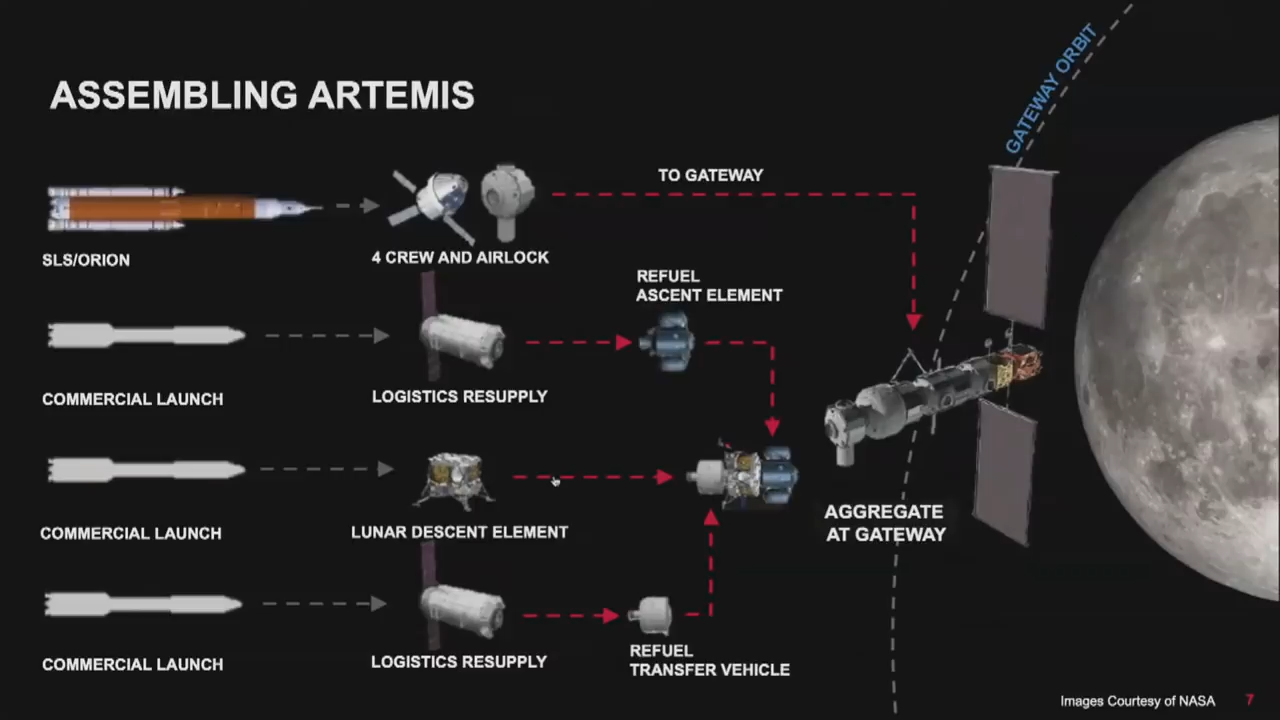 ASSEMBLING ARTEMIS
GATEWAY ORBIT
TO GATEWAY
SLS/ORION
4 CREW AND AIRLOCK
REFUEL
ASCENT ELEMENT
COMMERCIAL LAUNCH
LOGISTICS RESUPPLY
AGGREGATE
AT GATEWAY
COMMERCIAL LAUNCH
LUNAR DESCENT ELEMENT
COMMERCIAL LAUNCH
LOGISTICS RESUPPLY
REFUEL
TRANSFER VEHICLE
Images Courtesy of NASA 7